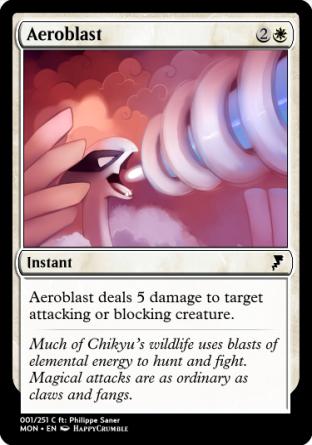 Aeroblast 2
Instant
Aeroblast deals 5 damage to target
attacking or blocking creature.
Much of Chikyu's wildlife uses blasts of
elemental energy to hunt and fight.
Magical attacks are as ordinary as
claws and fangs.
001/251 C ft: Philippe Saner
MON • EN HappyCrumble